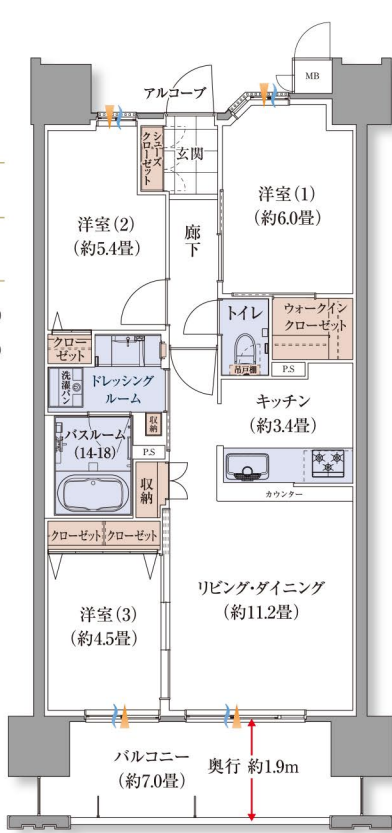 MB
アルコーブ
シューズ
クローゼット
玄関
洋室(1)
(約6.0畳)
洋室(2)
(約5.4畳)
廊下
トイレ
吊戸棚
ウォークイン
クローゼット
P.S
クロー
ゼット
洗濯パン
ドレッシング
ルーム
キッチン
(約3.4畳)
収納
バスルーム
(14-18)
P.S
収納
カウンター
クローゼット
クローゼット
リビング・ダイニング
(約11.2畳)
洋室(3)
(約4.5畳)
バルコニー
(約7.0畳)
奥行 約1.9m